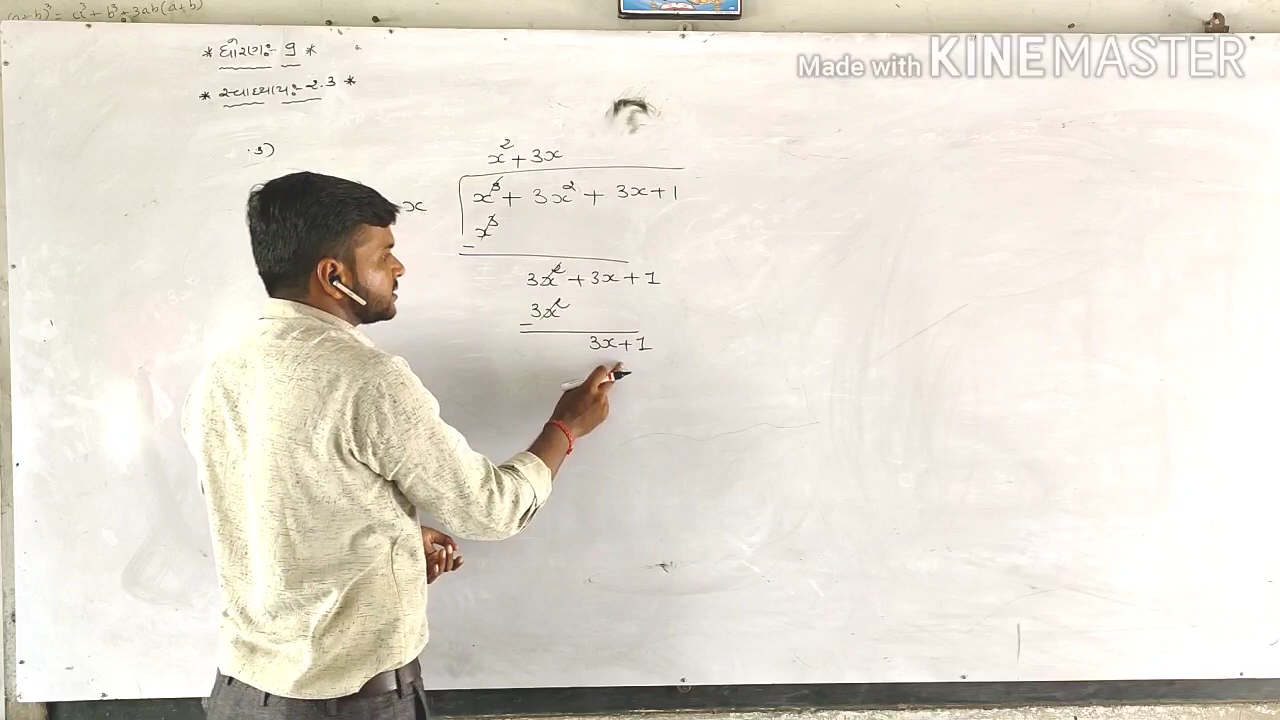 (a+b)³ = a³ + b³ + 3ab(a+b)
Made with KINEMASTER
* ધોરણ:- 9 *
* સ્વાધ્યાય:- 2.3 *
3)
x² + 3x
x
x³ + 3x² + 3x + 1
x³
-
3x² + 3x + 1
3x²
-
3x + 1